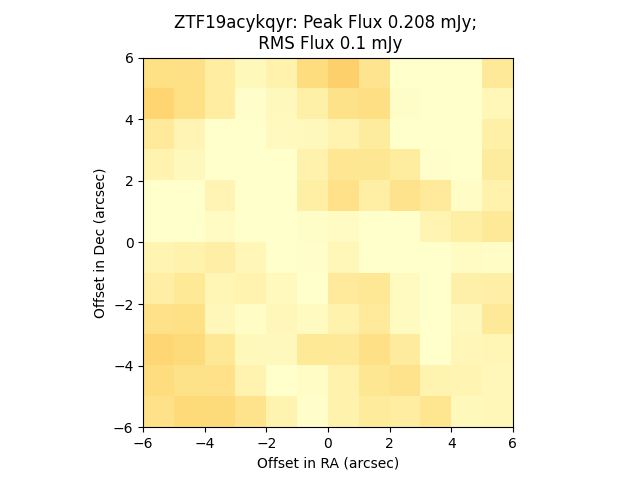 ZTF19acykqyr: Peak Flux 0.208 mJy;
RMS Flux 0.1 mJy
6
4
2
0
−2
−4
−6
Offset in Dec (arcsec)
−6 −4 −2 0 2 4 6
Offset in RA (arcsec)